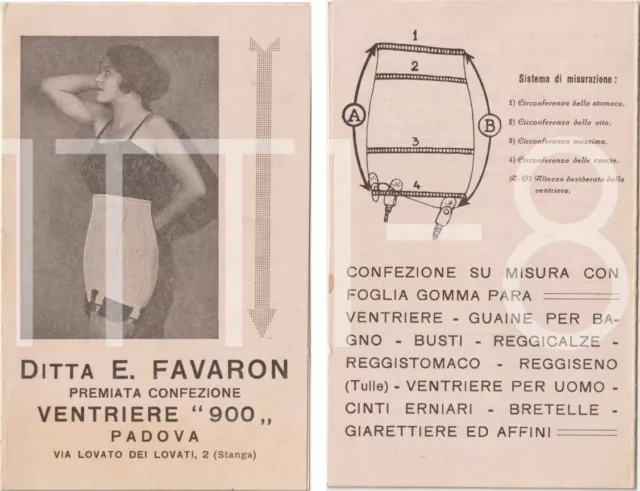 DITTA E. FAVARON
PREMIATA CONFEZIONE
VENTRIERE "900„
PADOVA
VIA LOVATO DEI LOVATI, 2 (Stanga)
1
2
3
4
A
B
Sistema di misurazione:
1) Circonferenza dello stomaco.
2) Circonferenza della vita.
3) Circonferenza massima.
4) Circonferenza delle coscie.
A-B) Altezza desiderata della
ventriera.
CONFEZIONE SU MISURA CON
FOGLIA GOMMA PARA
VENTRIERE - GUAINE PER BA-
GNO - BUSTI - REGGICALZE -
REGGISTOMACO - REGGISENO
(Tulle) - VENTRIERE PER UOMO -
CINTI ERNIARI - BRETELLE -
GIARETTIERE ED AFFINI